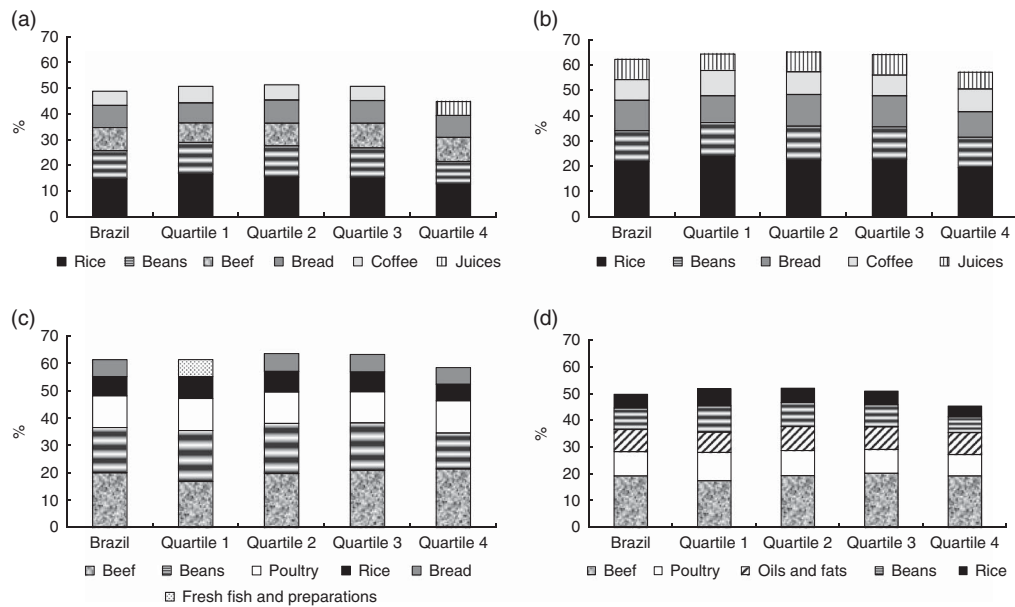 (a)
70
60
50
40
30
20
10
0
%
Brazil Quartile 1 Quartile 2 Quartile 3 Quartile 4
Rice Beans Beef Bread Coffee Juices
(b)
70
60
50
40
30
20
10
0
%
Brazil Quartile 1 Quartile 2 Quartile 3 Quartile 4
Rice Beans Bread Coffee Juices
(c)
70
60
50
40
30
20
10
0
%
Brazil Quartile 1 Quartile 2 Quartile 3 Quartile 4
Beef Beans Poultry Rice Bread
Fresh fish and preparations
(d)
70
60
50
40
30
20
10
0
%
Brazil Quartile 1 Quartile 2 Quartile 3 Quartile 4
Beef Poultry Oils and fats Beans Rice